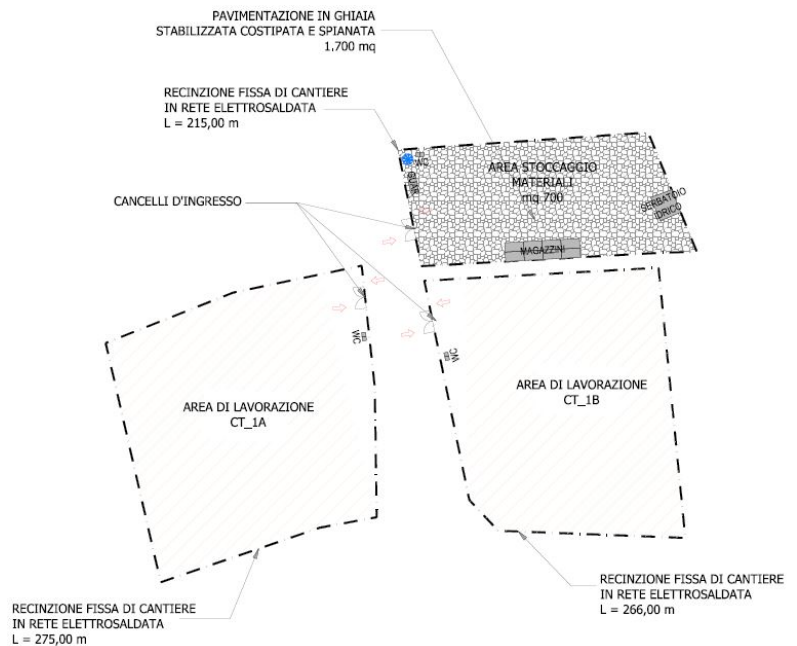 PAVIMENTAZIONE IN GHIAIA
STABILIZZATA COSTIPATA E SPIANATA
1.700 mq
RECINZIONE FISSA DI CANTIERE
IN RETE ELETTROSALDATA
L = 215,00 m
WC
GUAR.
AREA STOCCAGGIO
MATERIALI
mq 700
SERBATOIO
IDRICO
CANCELLI D'INGRESSO
MAGAZZINI
WC
WC
AREA DI LAVORAZIONE
CT_1A
AREA DI LAVORAZIONE
CT_1B
RECINZIONE FISSA DI CANTIERE
IN RETE ELETTROSALDATA
L = 275,00 m
RECINZIONE FISSA DI CANTIERE
IN RETE ELETTROSALDATA
L = 266,00 m